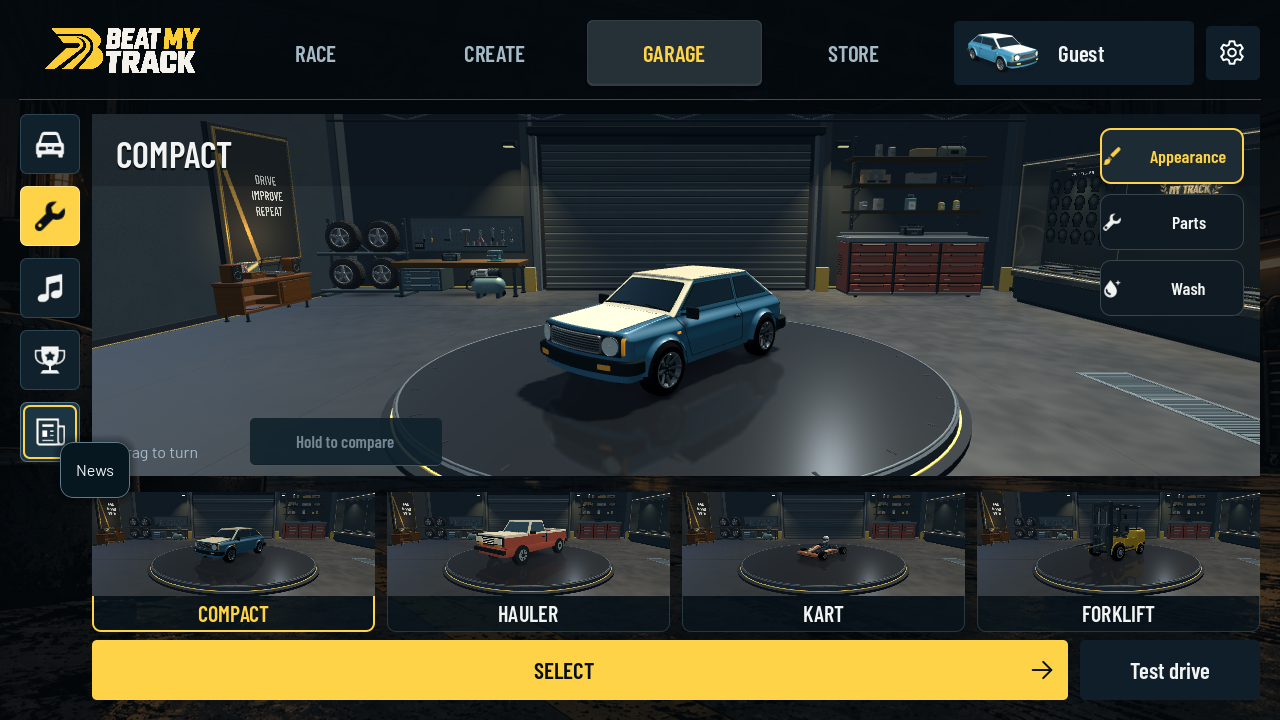 BEAT MY
TRACK
RACE
CREATE
GARAGE
STORE
Guest
COMPACT
DRIVE
IMPROVE
REPEAT
Appearance
MY TRACK
Parts
Wash
Hold to compare
ag to turn
News
COMPACT
HAULER
KART
FORKLIFT
SELECT
Test drive